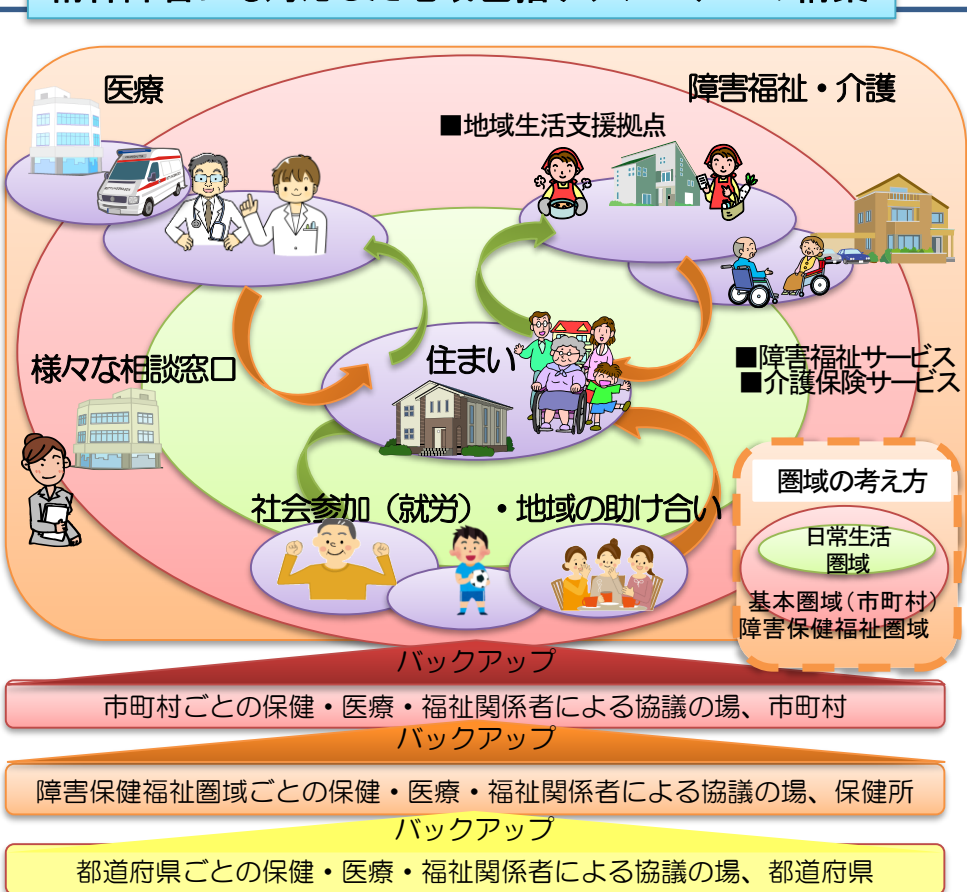 医療
障害福祉・介護
■地域生活支援拠点
住まい
様々な相談窓口
■障害福祉サービス
■介護保険サービス
社会参加（就労）・地域の助け合い
圏域の考え方
日常生活
圏域
基本圏域（市町村）
障害保健福祉圏域
バックアップ
市町村ごとの保健・医療・福祉関係者による協議の場、市町村
バックアップ
障害保健福祉圏域ごとの保健・医療・福祉関係者による協議の場、保健所
バックアップ
都道府県ごとの保健・医療・福祉関係者による協議の場、都道府県